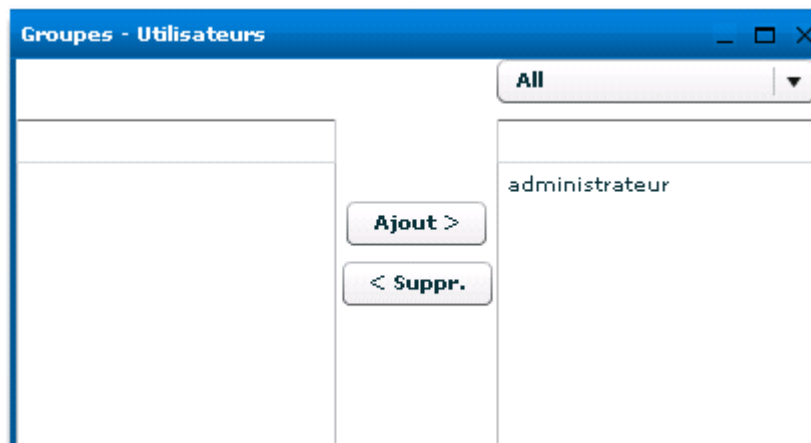 Groupes - Utilisateurs
All
administrateur
Ajout >
< Suppr.